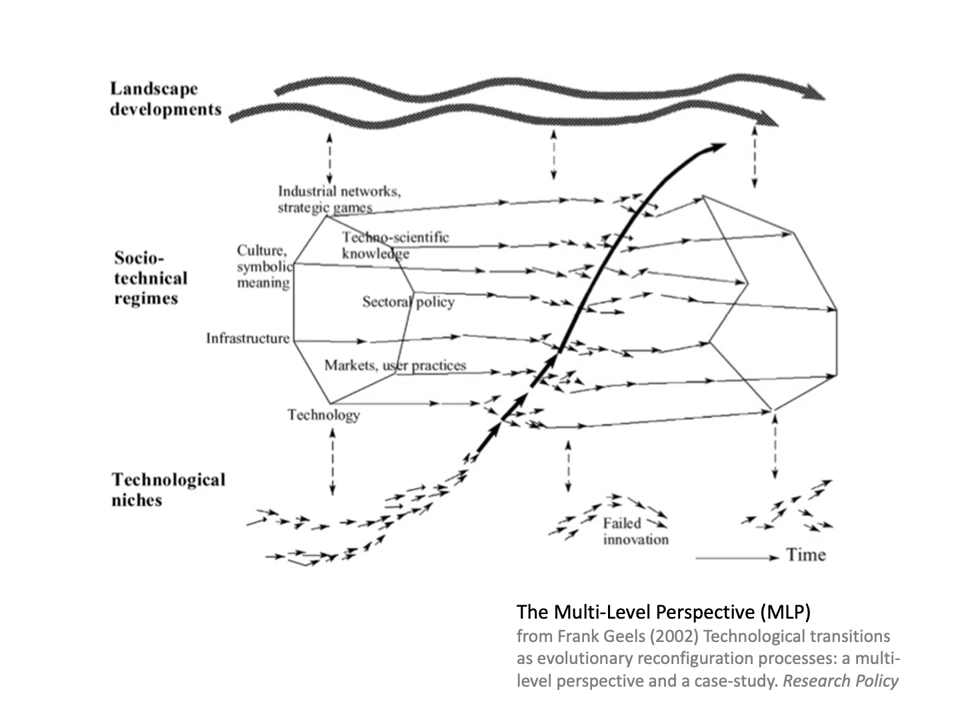 Landscape
developments
Industrial networks,
strategic games
Techno-scientific
knowledge
Culture,
symbolic
meaning
Socio-
technical
regimes
Sectoral policy
Infrastructure
Markets, user practices
Technology
Technological
niches
Failed
innovation
Time
The Multi-Level Perspective (MLP)
from Frank Geels (2002) Technological transitions
as evolutionary reconfiguration processes: a multi-
level perspective and a case-study. Research Policy